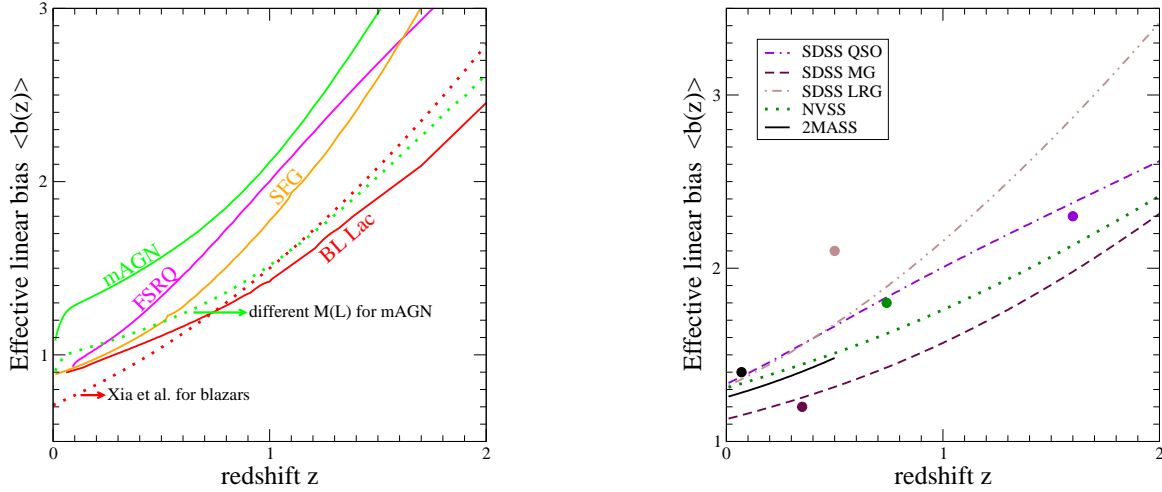 3
2
1
0
1
2
Effective linear bias <b(z)>
redshift z
mAGN
FSRQ
SFG
BL Lac
different M(L) for mAGN
Xia et al. for blazars
3
2
1
0
1
2
Effective linear bias <b(z)>
redshift z
SDSS QSO
SDSS MG
SDSS LRG
NVSS
2MASS